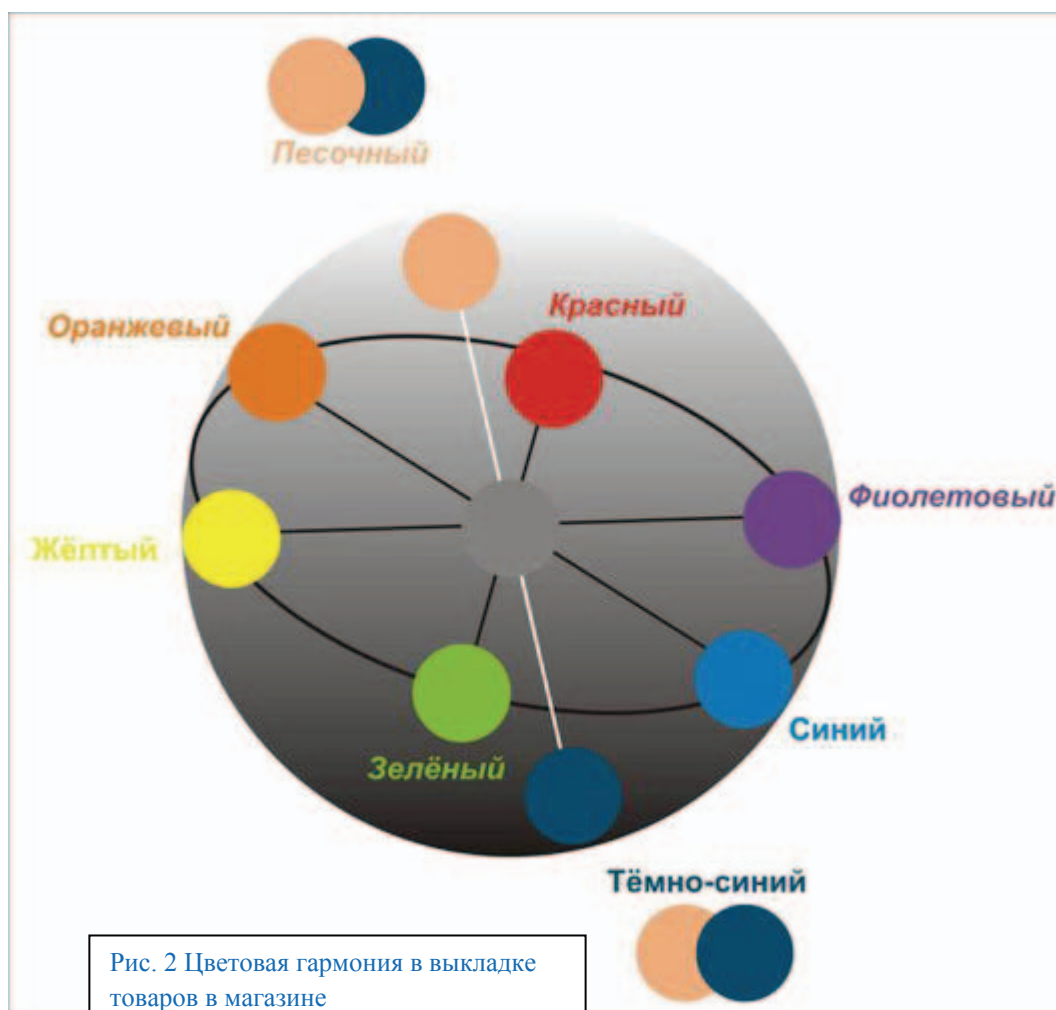 Песочный
Красный
Оранжевый
Фиолетовый
Жёлтый
Синий
Зелёный
Тёмно-синий
Рис. 2 Цветовая гармония в выкладке
товаров в магазине